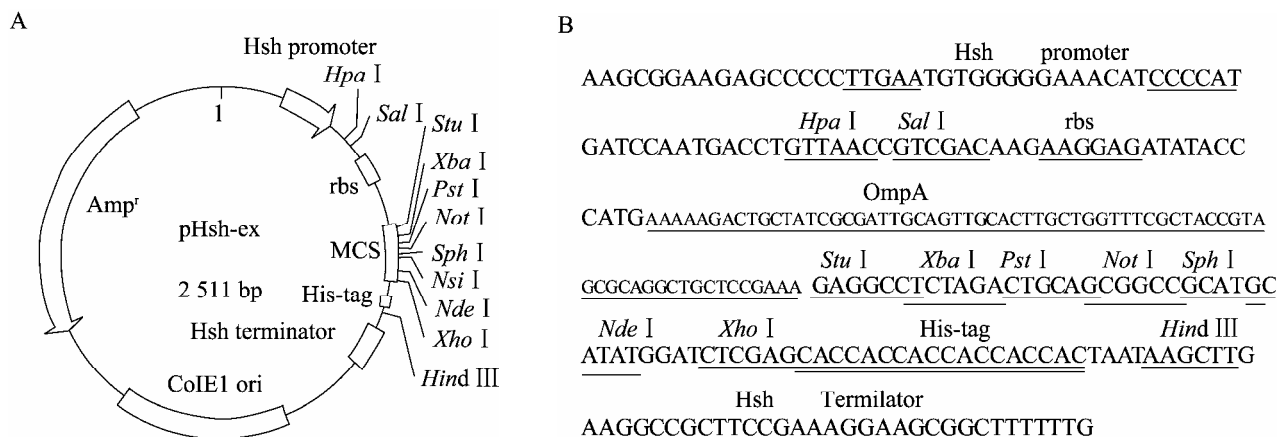 A
Hsh promoter
Hpa Ⅰ
1
Sal Ⅰ
Stu Ⅰ
Xba Ⅰ
rbs
Pst Ⅰ
Ampʳ
Not Ⅰ
pHsh-ex
MCS
Sph Ⅰ
Nsi Ⅰ
2 511 bp
His-tag
Nde Ⅰ
Hsh terminator
Xho Ⅰ
Hind Ⅲ
CoIE1 ori
B
Hsh promoter
AAGCGGAAGAGCCCCCTTGAATGTGGGGGAAACATCCCCAT
Hpa Ⅰ Sal Ⅰ rbs
GATCCAATGACCTGTTAACCGTCGACAAGAAGGAGATATACC
OmpA
CATGAAAAAGACTGCTATCGCGATTGCAGTTGCACTTGCTGGTTTCGCTACCGTA
Stu Ⅰ Xba Ⅰ Pst Ⅰ Not Ⅰ Sph Ⅰ
GCGCAGGCTGCTCCGAAA GAGGCCTCTAGACTGCAGCGGCCGCATGC
Nde Ⅰ Xho Ⅰ His-tag Hind Ⅲ
ATATGGATCTCGAGCACCACCACCACCACCACTAATAAGCTTG
Hsh Termilator
AAGGCCGCTTCCGAAAGGAAGCGGCTTTTTTG